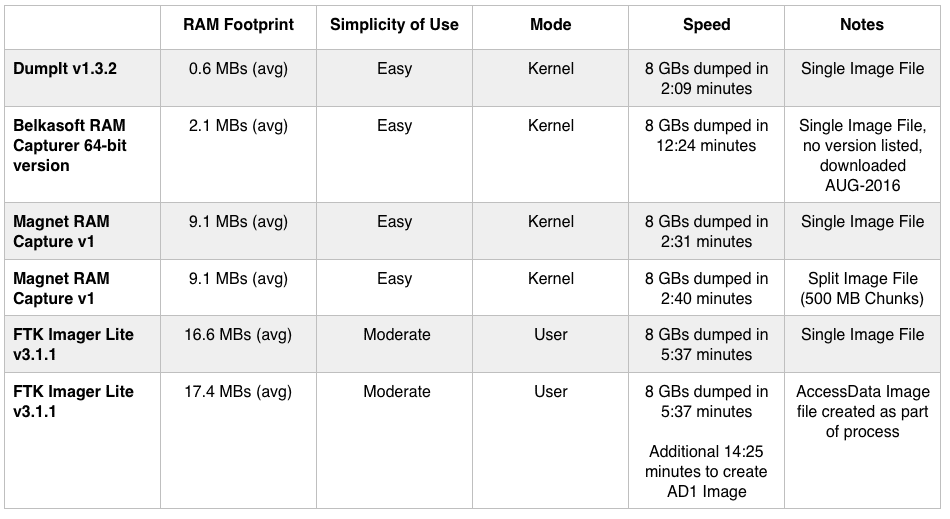 RAM Footprint Simplicity of Use Mode Speed Notes
DumpIt v1.3.2 0.6 MBs (avg) Easy Kernel 8 GBs dumped in Single Image File
2:09 minutes
Belkasoft RAM 2.1 MBs (avg) Easy Kernel 8 GBs dumped in Single Image File,
Capturer 64-bit 12:24 minutes no version listed,
version downloaded
AUG-2016
Magnet RAM 9.1 MBs (avg) Easy Kernel 8 GBs dumped in Single Image File
Capture v1 2:31 minutes
Magnet RAM 9.1 MBs (avg) Easy Kernel 8 GBs dumped in Split Image File
Capture v1 2:40 minutes (500 MB Chunks)
FTK Imager Lite 16.6 MBs (avg) Moderate User 8 GBs dumped in Single Image File
v3.1.1 5:37 minutes
FTK Imager Lite 17.4 MBs (avg) Moderate User 8 GBs dumped in AccessData Image
v3.1.1 5:37 minutes file created as part
of process
Additional 14:25
minutes to create
AD1 Image